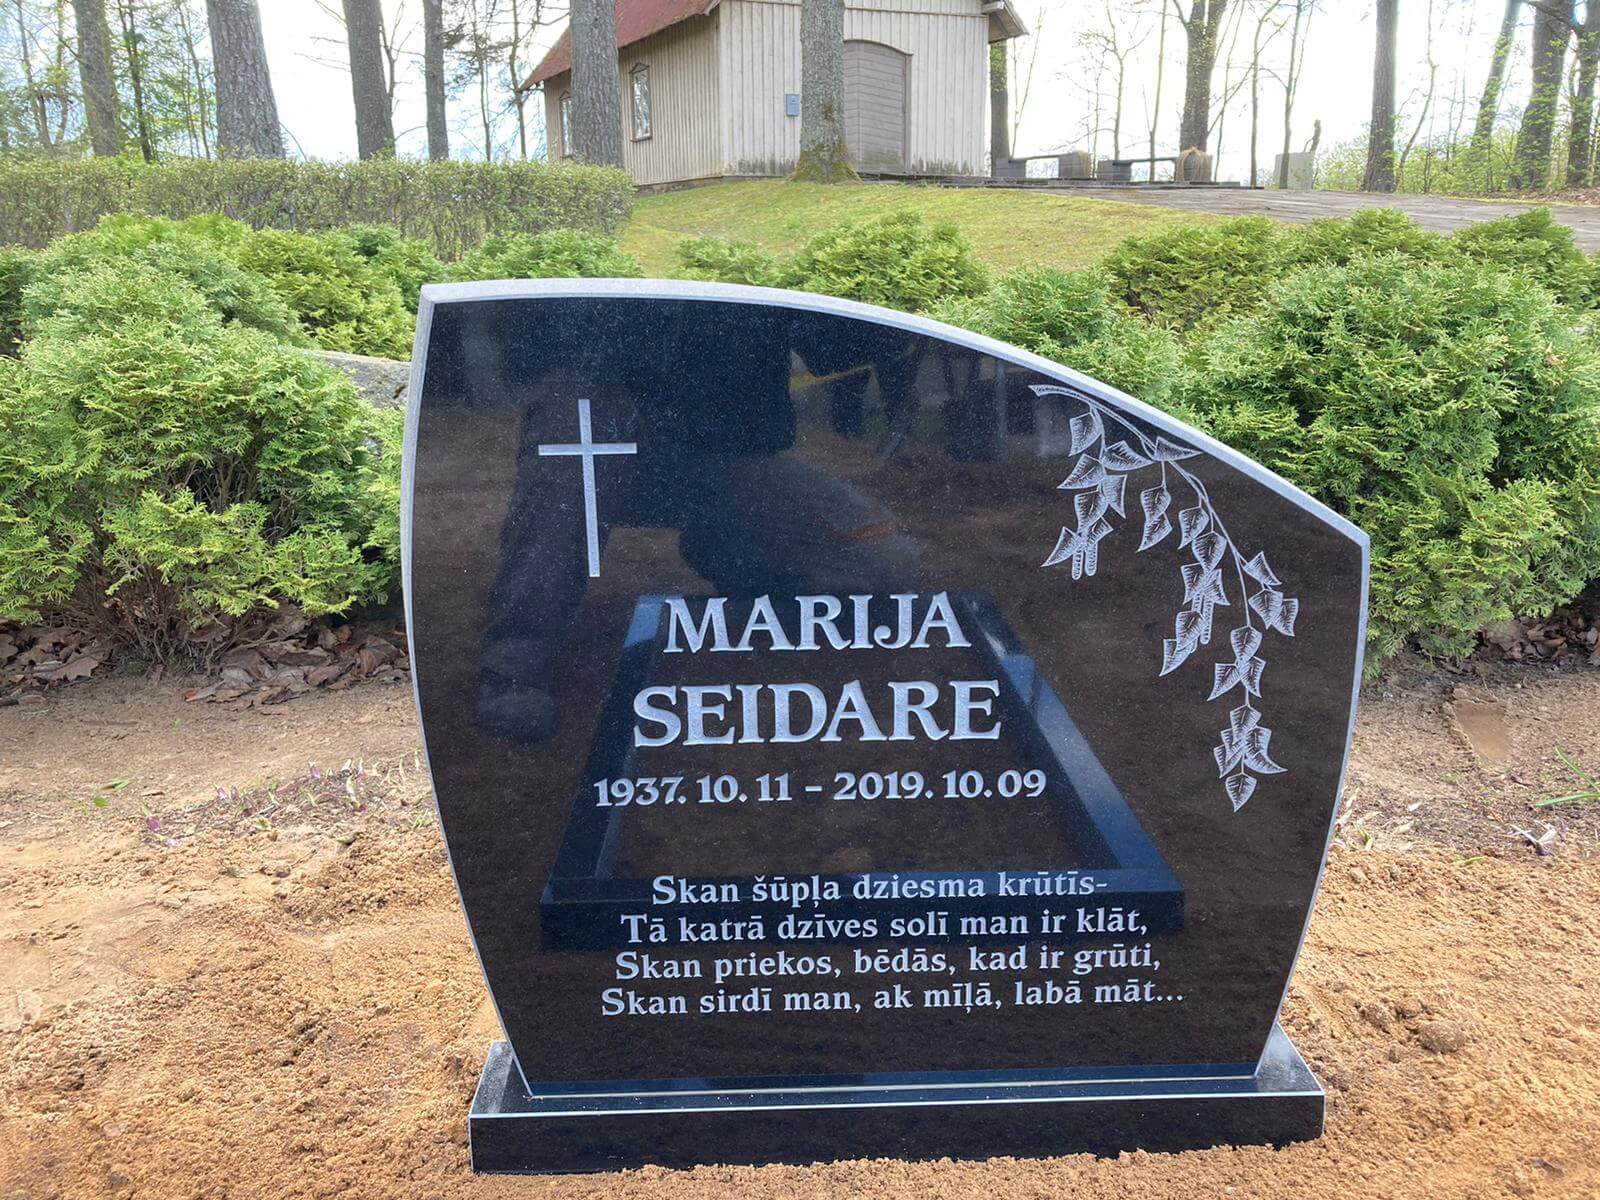 MARIJA
SEIDARE
1937.10.11 - 2019.10.09
Skan šūpļa dziesma krūtīs-
Tā katrā dzīves solī man ir klāt,
Skan priekos, bēdās, kad ir grūti,
Skan sirdī man, ak mīļā, labā māt...